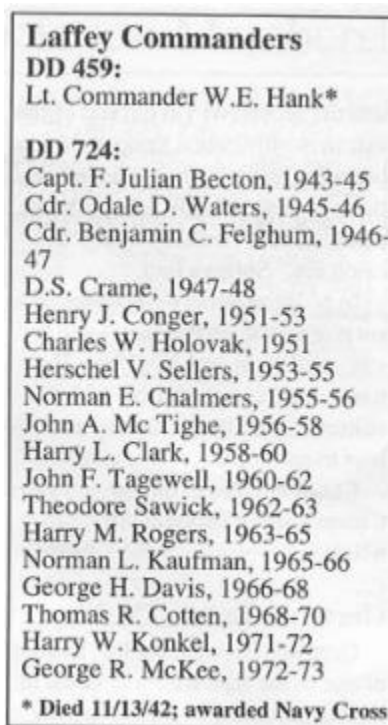 Laffey Commanders
DD 459:
Lt. Commander W.E. Hank*
DD 724:
Capt. F. Julian Becton, 1943-45
Cdr. Odale D. Waters, 1945-46
Cdr. Benjamin C. Felghum, 1946-
47
D.S. Crame, 1947-48
Henry J. Conger, 1951-53
Charles W. Holovak, 1951
Herschel V. Sellers, 1953-55
Norman E. Chalmers, 1955-56
John A. Mc Tighe, 1956-58
Harry L. Clark, 1958-60
John F. Tagewell, 1960-62
Theodore Sawick, 1962-63
Harry M. Rogers, 1963-65
Norman L. Kaufman, 1965-66
George H. Davis, 1966-68
Thomas R. Cotten, 1968-70
Harry W. Konkel, 1971-72
George R. McKee, 1972-73
* Died 11/13/42; awarded Navy Cross